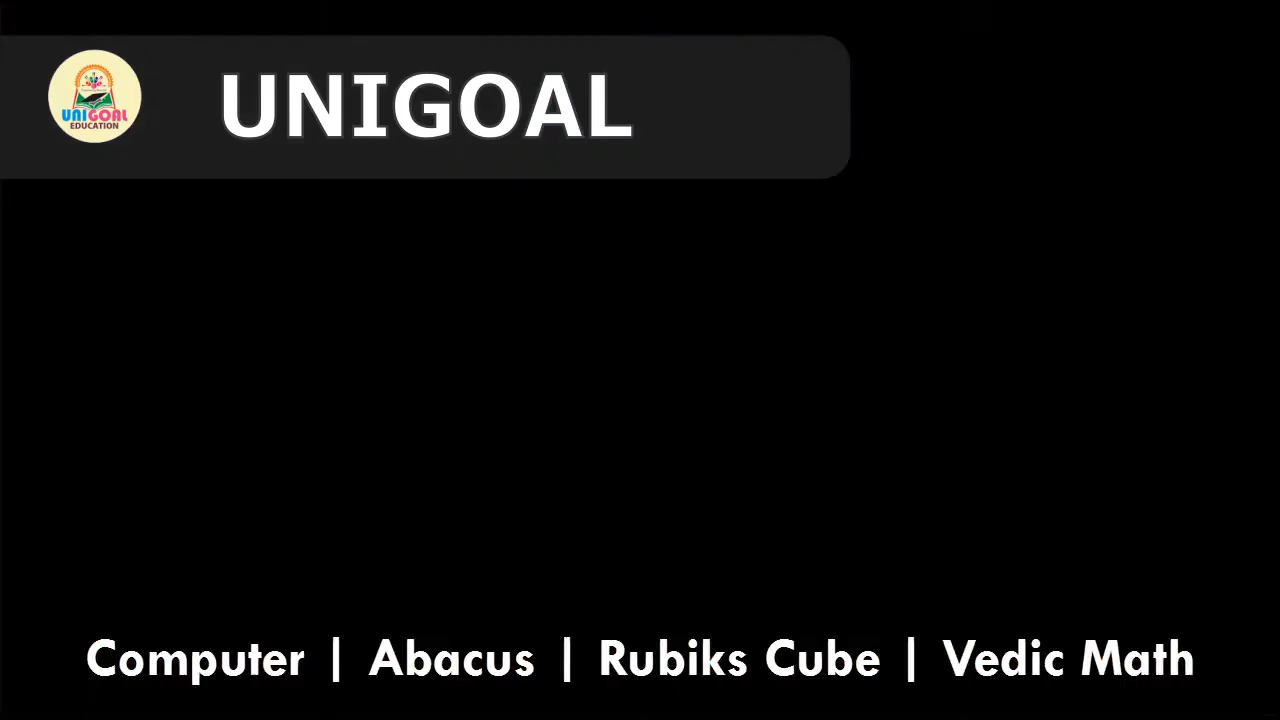 UNIGOAL
EDUCATION
UNIGOAL
Computer | Abacus | Rubiks Cube | Vedic Math